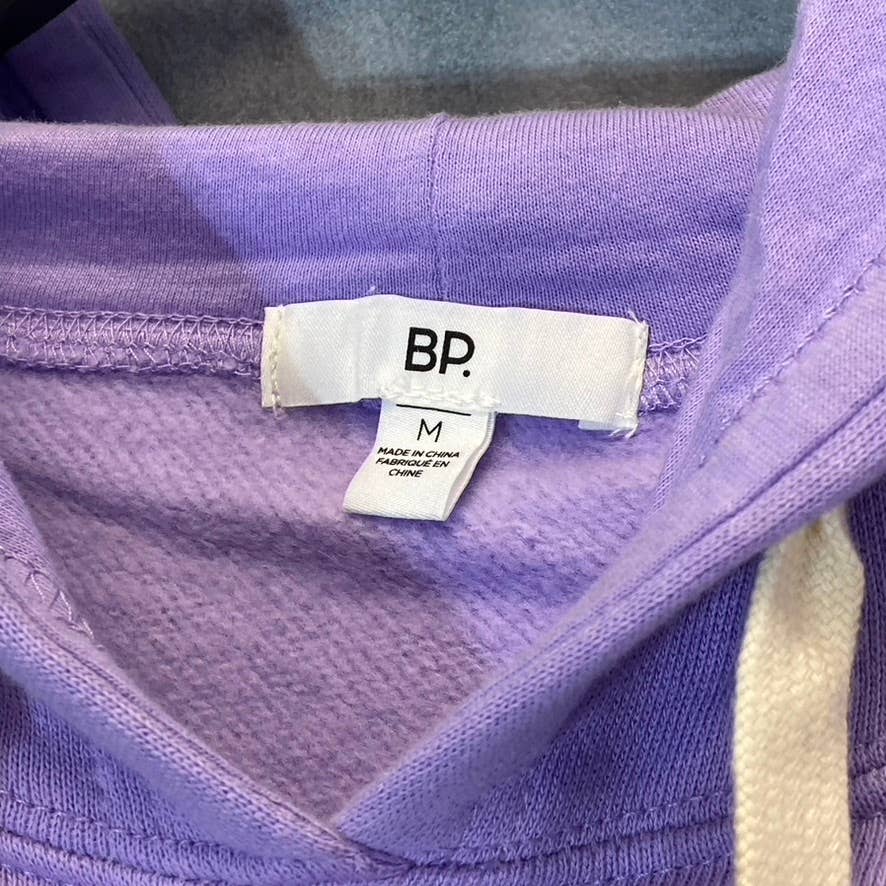 BP.
M
MADE IN CHINA
FABRIQUÉ EN
CHINE